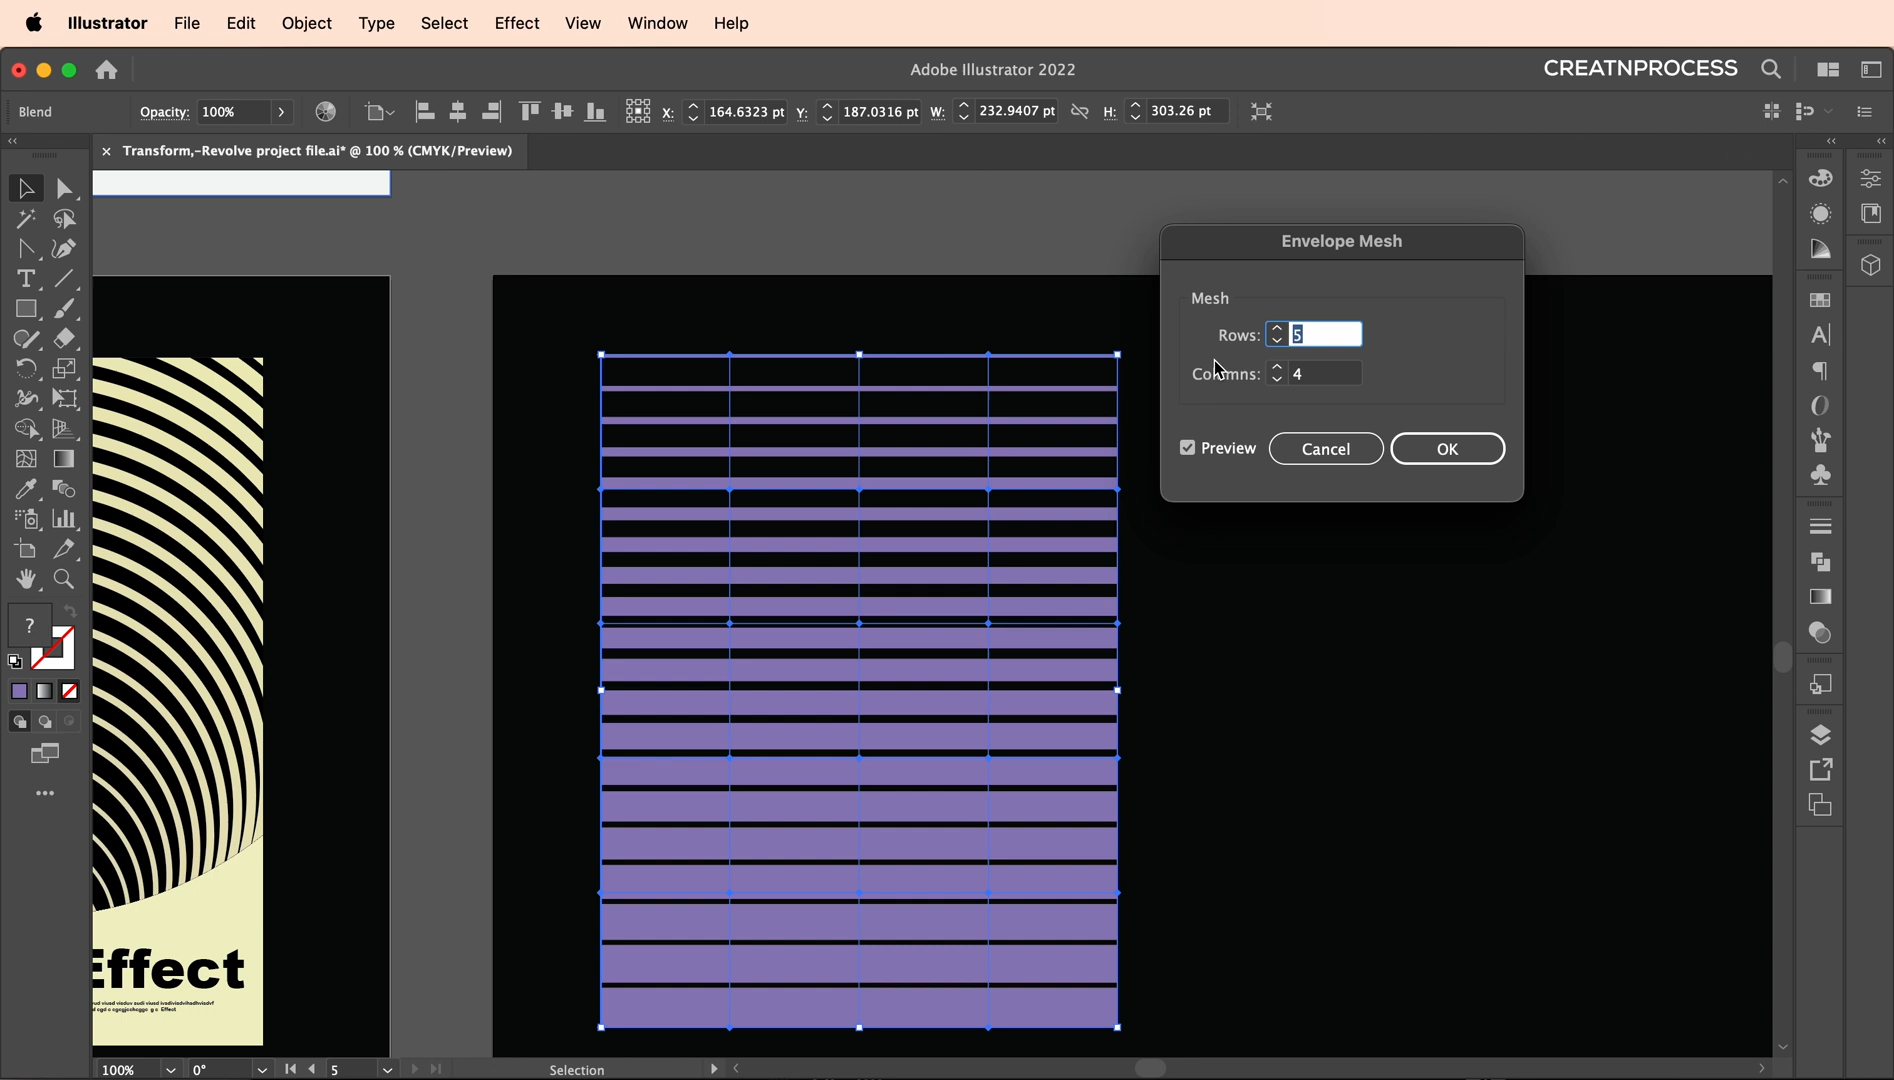 Illustrator File Edit Object Type Select Effect View Window Help
Adobe Illustrator 2022
CREATNPROCESS
Blend Opacity: 100% X: 164.6323 pt Y: 187.0316 pt W: 232.9407 pt H: 303.26 pt
× Transform,-Revolve project file.ai* @ 100 % (CMYK/Preview)
Envelope Mesh
Mesh
Rows: 5
Columns: 4
Preview Cancel OK
?
Effect
100% 0° 5 Selection